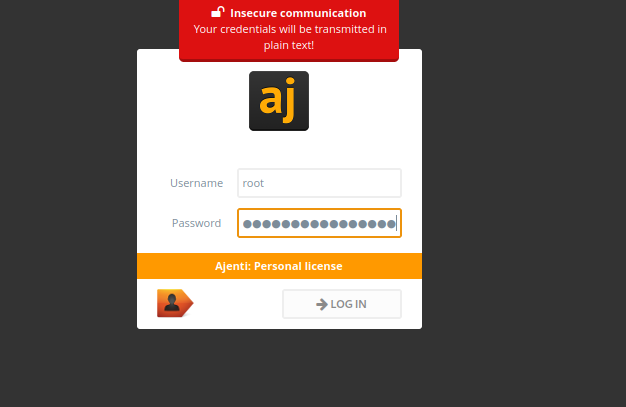 Insecure communication
Your credentials will be transmitted in
plain text!
aj
Username root
Password ●●●●●●●●●●●●●●●●
Ajenti: Personal license
LOG IN